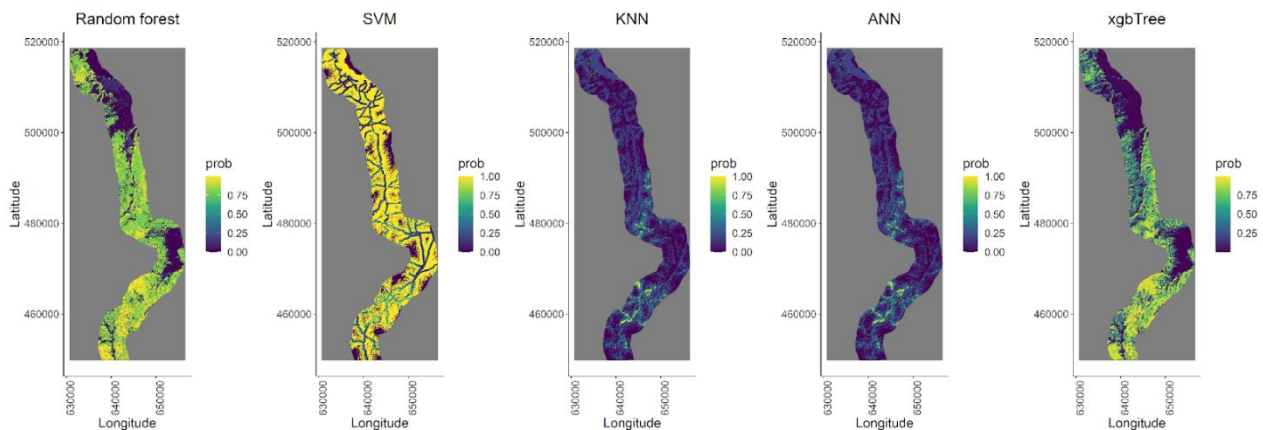 Random forest
SVM
KNN
ANN
xgbTree
520000
500000
480000
460000
Latitude
630000
640000
650000
Longitude
prob
0.75
0.50
0.25
0.00
520000
500000
480000
460000
Latitude
630000
640000
650000
Longitude
prob
1.00
0.75
0.50
0.25
0.00
520000
500000
480000
460000
Latitude
630000
640000
650000
Longitude
prob
1.00
0.75
0.50
0.25
0.00
520000
500000
480000
460000
Latitude
630000
640000
650000
Longitude
prob
1.00
0.75
0.50
0.25
0.00
520000
500000
480000
460000
Latitude
630000
640000
650000
Longitude
prob
0.75
0.50
0.25